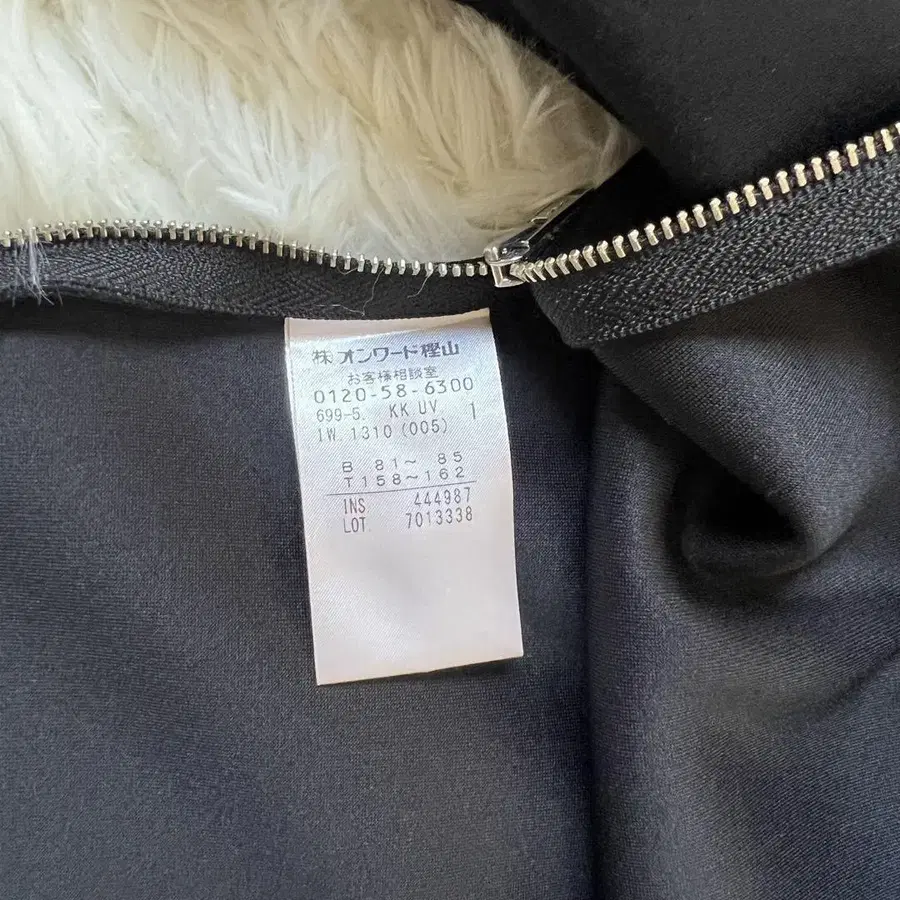 ㈱オンワード樫山
お客様相談室
0120-58-6300
699-5. KK UV 1
IW.1310(005)
B 81～ 85
T158～162
INS 444987
LOT. 7013338